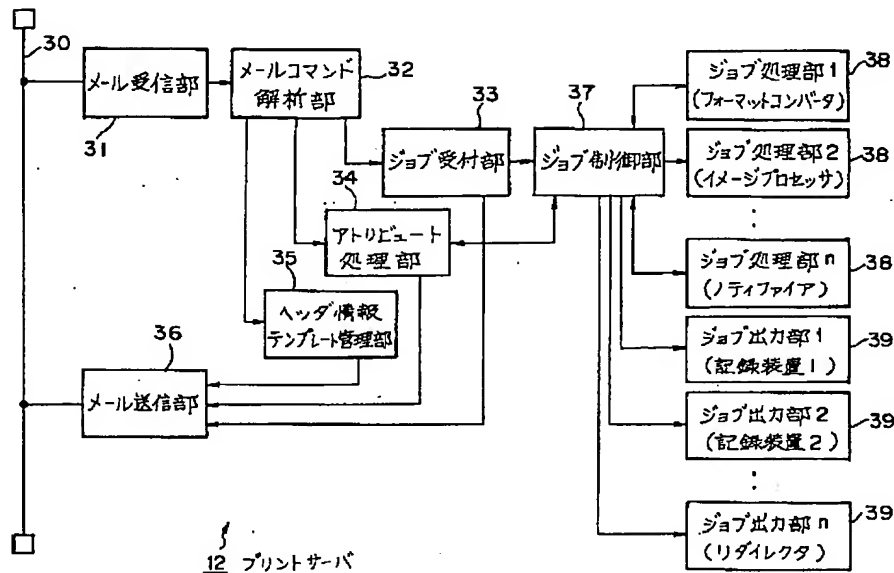 30
メール受信部
31
メールコマンド
解析部
32
33
ジョブ受付部
34
アトリビュート
処理部
35
ヘッダ情報
テンプレート管理部
36
メール送信部
37
ジョブ制御部
ジョブ処理部1
(フォーマットコンバータ)
38
ジョブ処理部2
(イメージプロセッサ)
38
ジョブ処理部n
(ノティファイア)
38
ジョブ出力部1
(記録装置1)
39
ジョブ出力部2
(記録装置2)
39
ジョブ出力部n
(リダイレクタ)
39
12 プリントサーバ